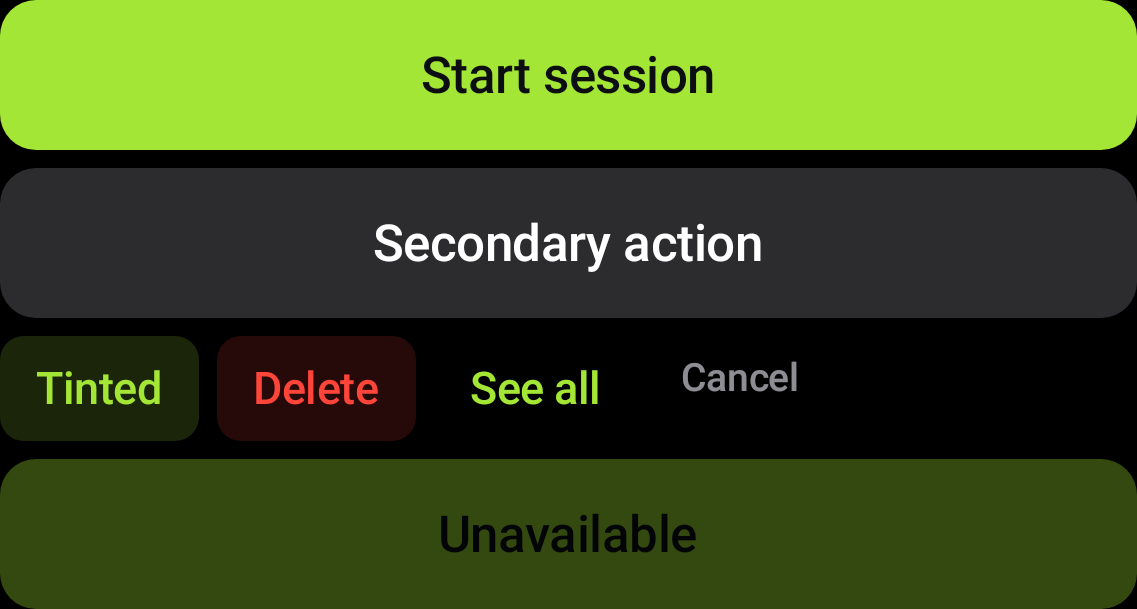 Start session
Secondary action
Tinted Delete See all Cancel
Unavailable